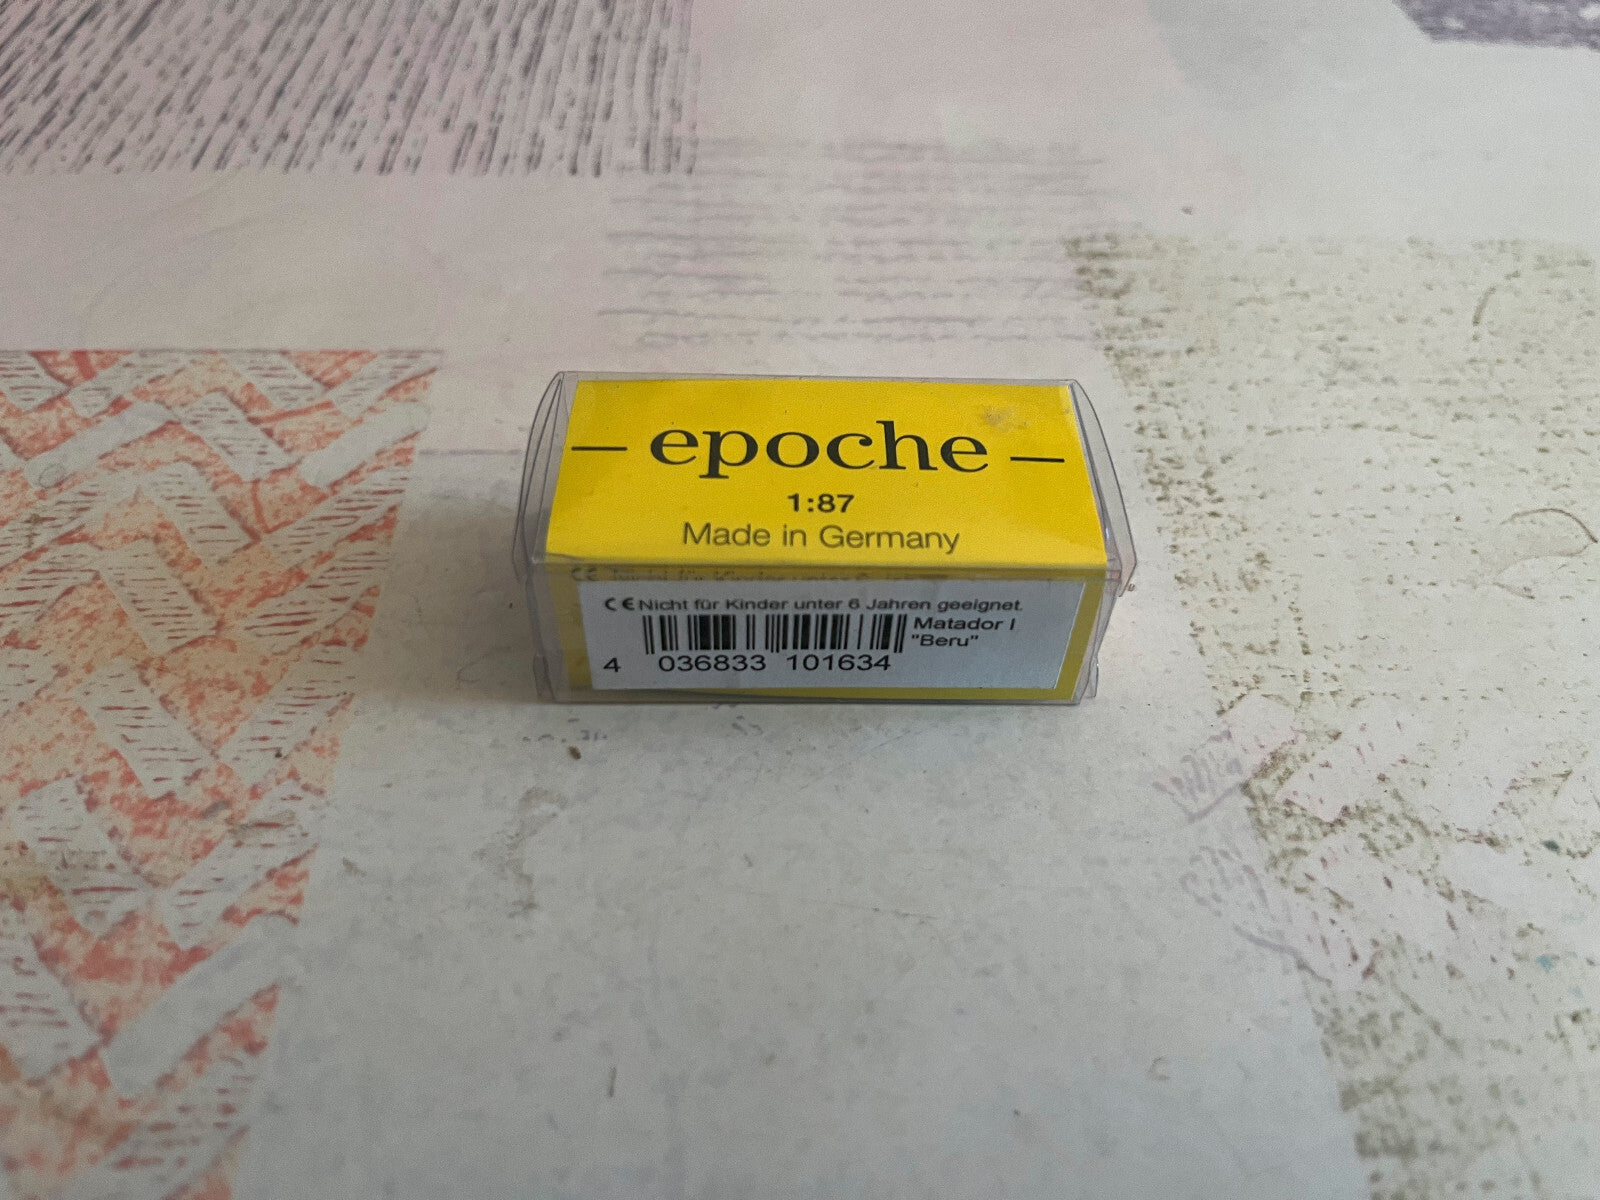 – epoche –
1:87
Made in Germany
CE Nicht für Kinder unter 6 Jahren geeignet.
Matador I
"Beru"
4 036833 101634